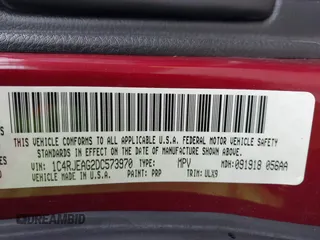 THIS VEHICLE CONFORMS TO ALL APPLICABLE U.S.A. FEDERAL MOTOR VEHICLE SAFETY
STANDARDS IN EFFECT ON THE DATE OF MANUFACTURE SHOWN ABOVE.
VIN: 1C4RJEAG2DC573970 TYPE: MPV MDH: 091918 056AA
VEHICLE MADE IN U.S.A. PAINT: PRP TRIM: ULX9
DREAMBID